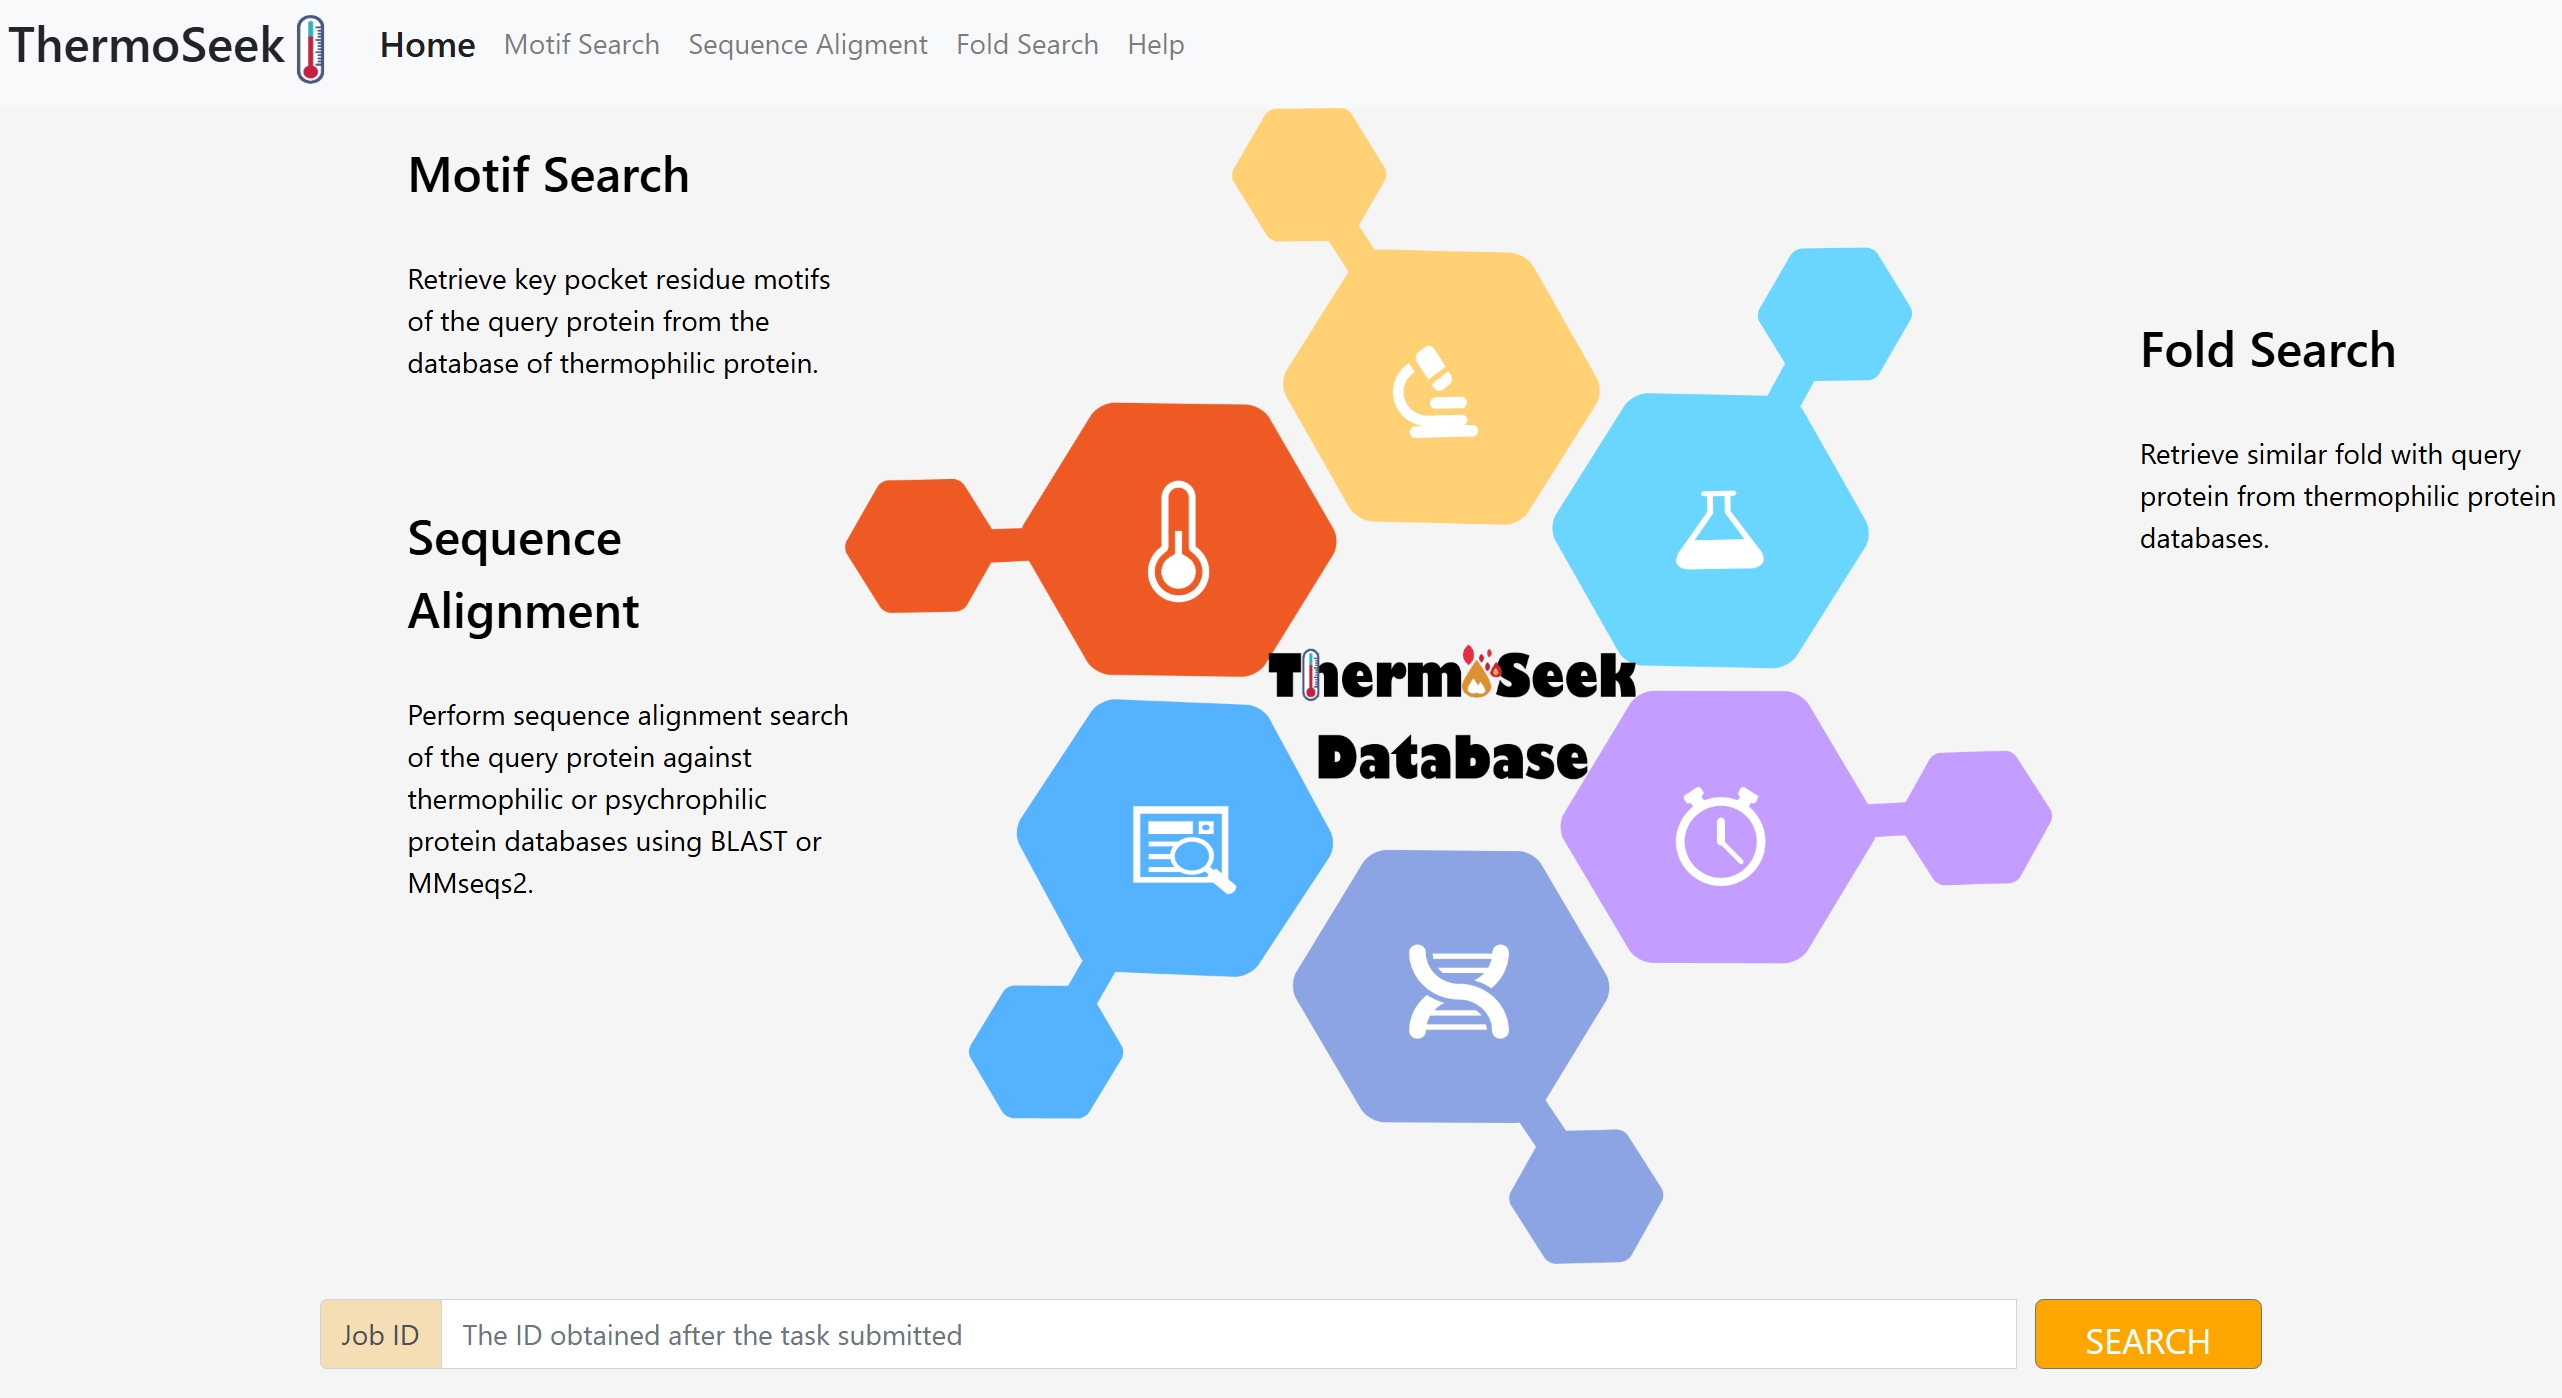 ThermoSeek
Home Motif Search Sequence Aligment Fold Search Help
Motif Search
Retrieve key pocket residue motifs
of the query protein from the
database of thermophilic protein.
Sequence
Alignment
Perform sequence alignment search
of the query protein against
thermophilic or psychrophilic
protein databases using BLAST or
MMseqs2.
ThermoSeek
Database
Fold Search
Retrieve similar fold with query
protein from thermophilic protein
databases.
Job ID The ID obtained after the task submitted
SEARCH